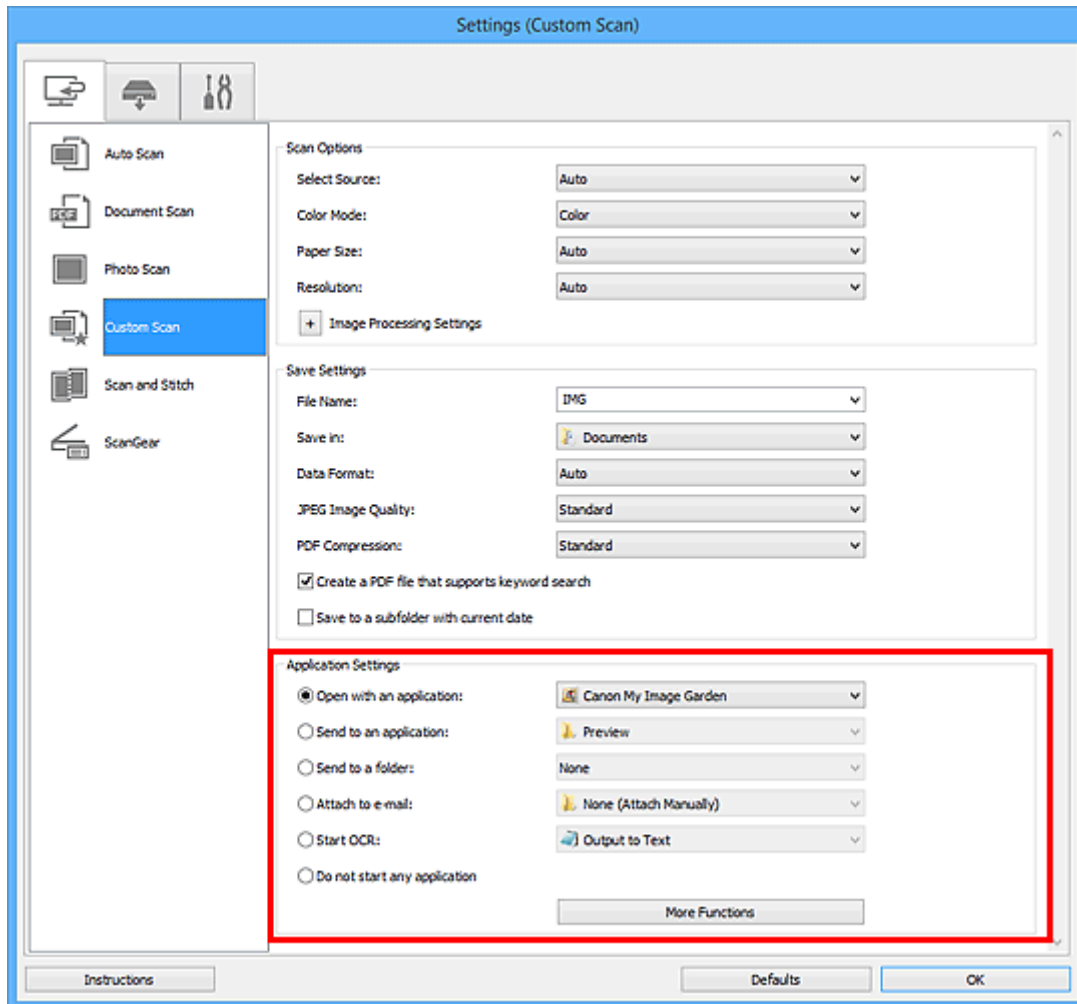 Settings (Custom Scan)
Auto Scan
Document Scan
Photo Scan
Custom Scan
Scan and Stitch
ScanGear
Scan Options
Select Source: Auto
Color Mode: Color
Paper Size: Auto
Resolution: Auto
+ Image Processing Settings
Save Settings
File Name: IMG
Save in: Documents
Data Format: Auto
JPEG Image Quality: Standard
PDF Compression: Standard
Create a PDF file that supports keyword search
Save to a subfolder with current date
Application Settings
Open with an application: Canon My Image Garden
Send to an application: Preview
Send to a folder: None
Attach to e-mail: None (Attach Manually)
Start OCR: Output to Text
Do not start any application
More Functions
Instructions Defaults OK